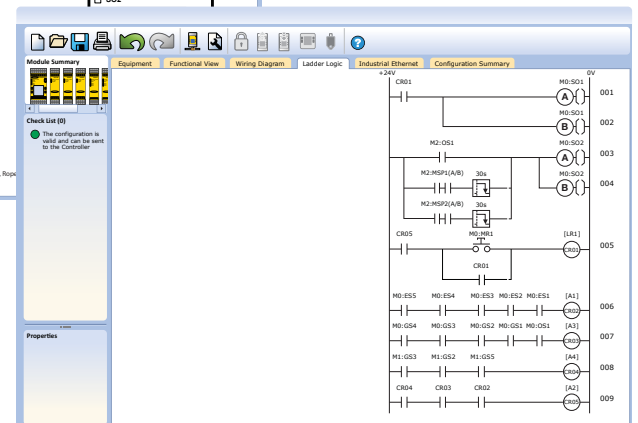 SO2
Module Summary
Equipment Functional View Wiring Diagram Ladder Logic Industrial Ethernet Configuration Summary
+24V 0V
CR01 M0:SO1
A 001
M0:SO1
B 002
Check List (0)
The configuration is
valid and can be sent
to the Controller
M2:OS1 M0:SO2
A 003
M2:MSP1(A/B) 30s M0:SO2
B 004
Rope
M2:MSP2(A/B) 30s
CR05 M0:MR1 [LR1]
CR01 005
CR01
M0:ES5 M0:ES4 M0:ES3 M0:ES2 M0:ES1 [A1]
CR02 006
Properties
M0:GS4 M0:GS3 M0:GS2 M0:GS1 M0:OS1 [A3]
CR03 007
M1:GS3 M1:GS2 M1:GS5 [A4]
CR04 008
CR04 CR03 CR02 [A2]
CR05 009